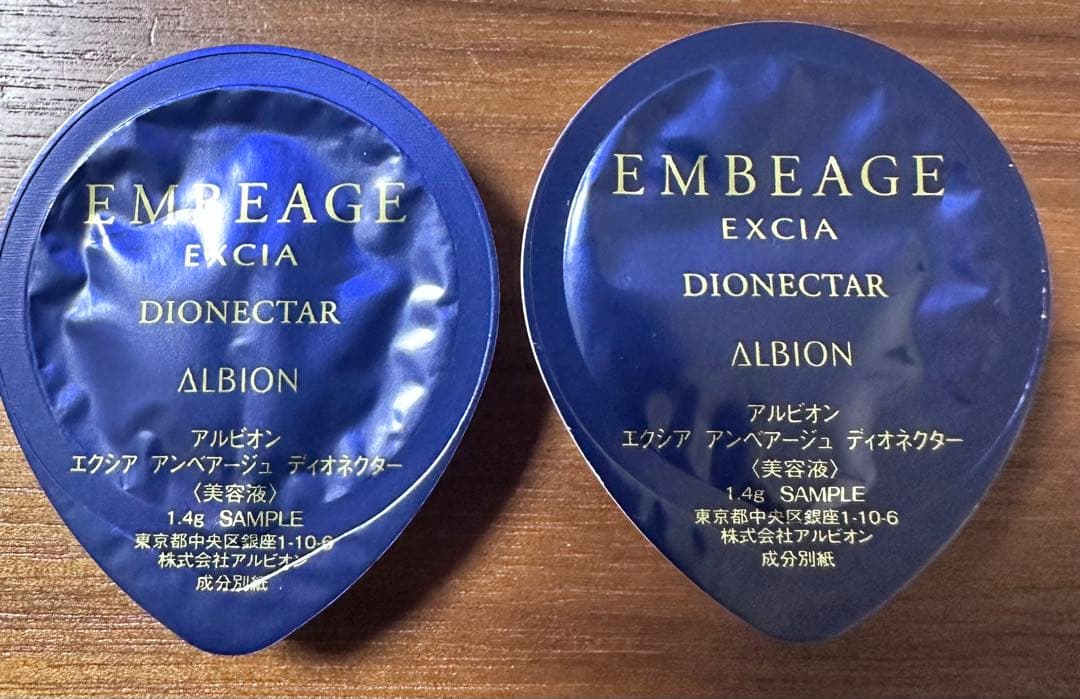 EMBEAGE
EXCIA
DIONECTAR
ALBION
アルビオン
エクシア アンベアージュ ディオネクター
〈美容液〉
1.4g SAMPLE
東京都中央区銀座1-10-6
株式会社アルビオン
成分別紙
EMBEAGE
EXCIA
DIONECTAR
ALBION
アルビオン
エクシア アンベアージュ ディオネクター
〈美容液〉
1.4g SAMPLE
東京都中央区銀座1-10-6
株式会社アルビオン
成分別紙